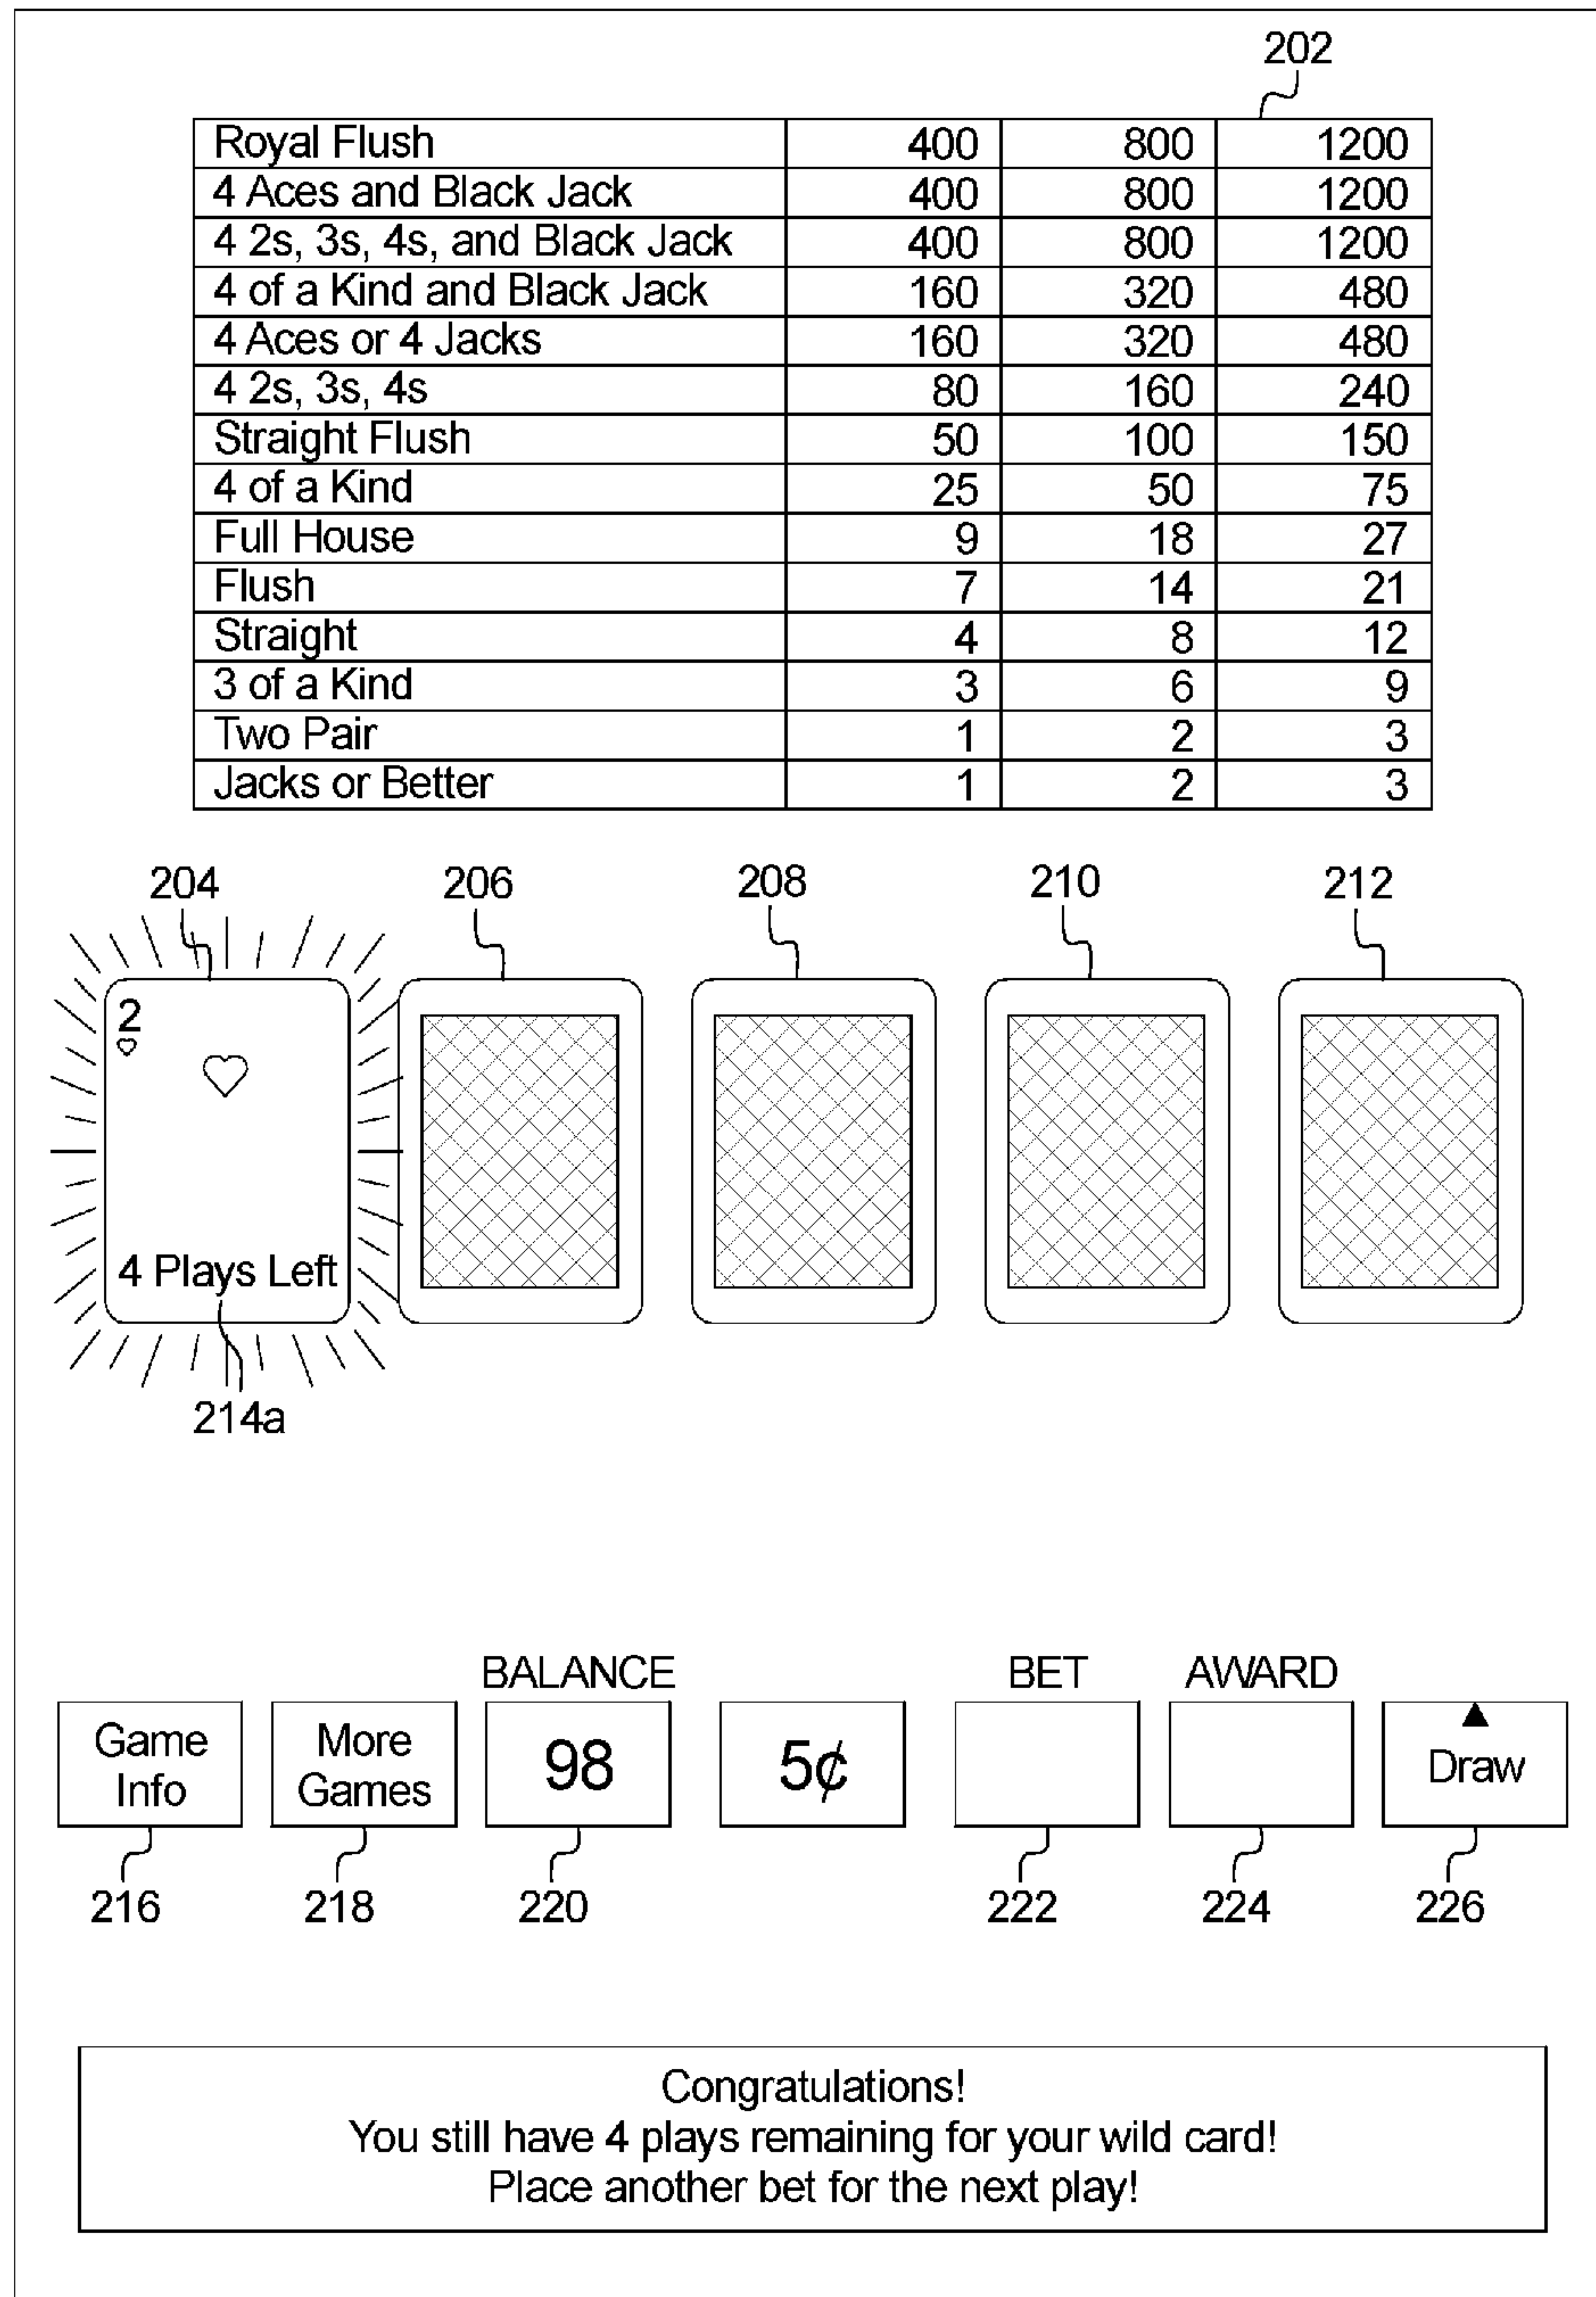 202
Royal Flush 400 800 1200
4 Aces and Black Jack 400 800 1200
4 2s, 3s, 4s, and Black Jack 400 800 1200
4 of a Kind and Black Jack 160 320 480
4 Aces or 4 Jacks 160 320 480
4 2s, 3s, 4s 80 160 240
Straight Flush 50 100 150
4 of a Kind 25 50 75
Full House 9 18 27
Flush 7 14 21
Straight 4 8 12
3 of a Kind 3 6 9
Two Pair 1 2 3
Jacks or Better 1 2 3
204 206 208 210 212
2
4 Plays Left
214a
BALANCE BET AWARD
Game Info
More Games
98
5¢
Draw
216 218 220 222 224 226
Congratulations!
You still have 4 plays remaining for your wild card!
Place another bet for the next play!